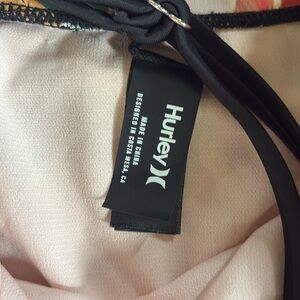 Hurley
MADE IN CHINA
DESIGNED IN COSTA MESA, CA